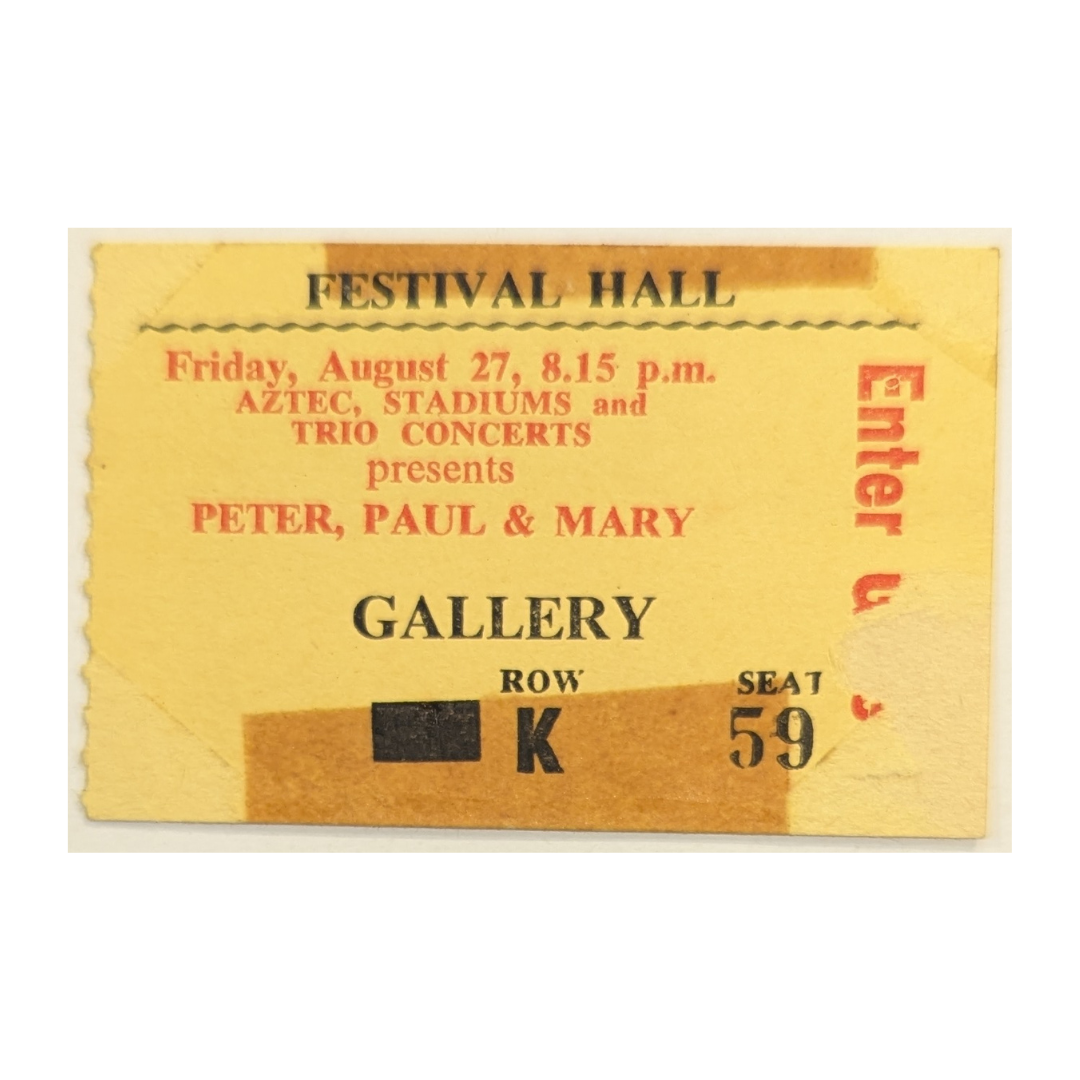 FESTIVAL HALL
Friday, August 27, 8.15 p.m.
AZTEC, STADIUMS and
TRIO CONCERTS
presents
PETER, PAUL & MARY
GALLERY
ROW SEAT
K 59
Enter